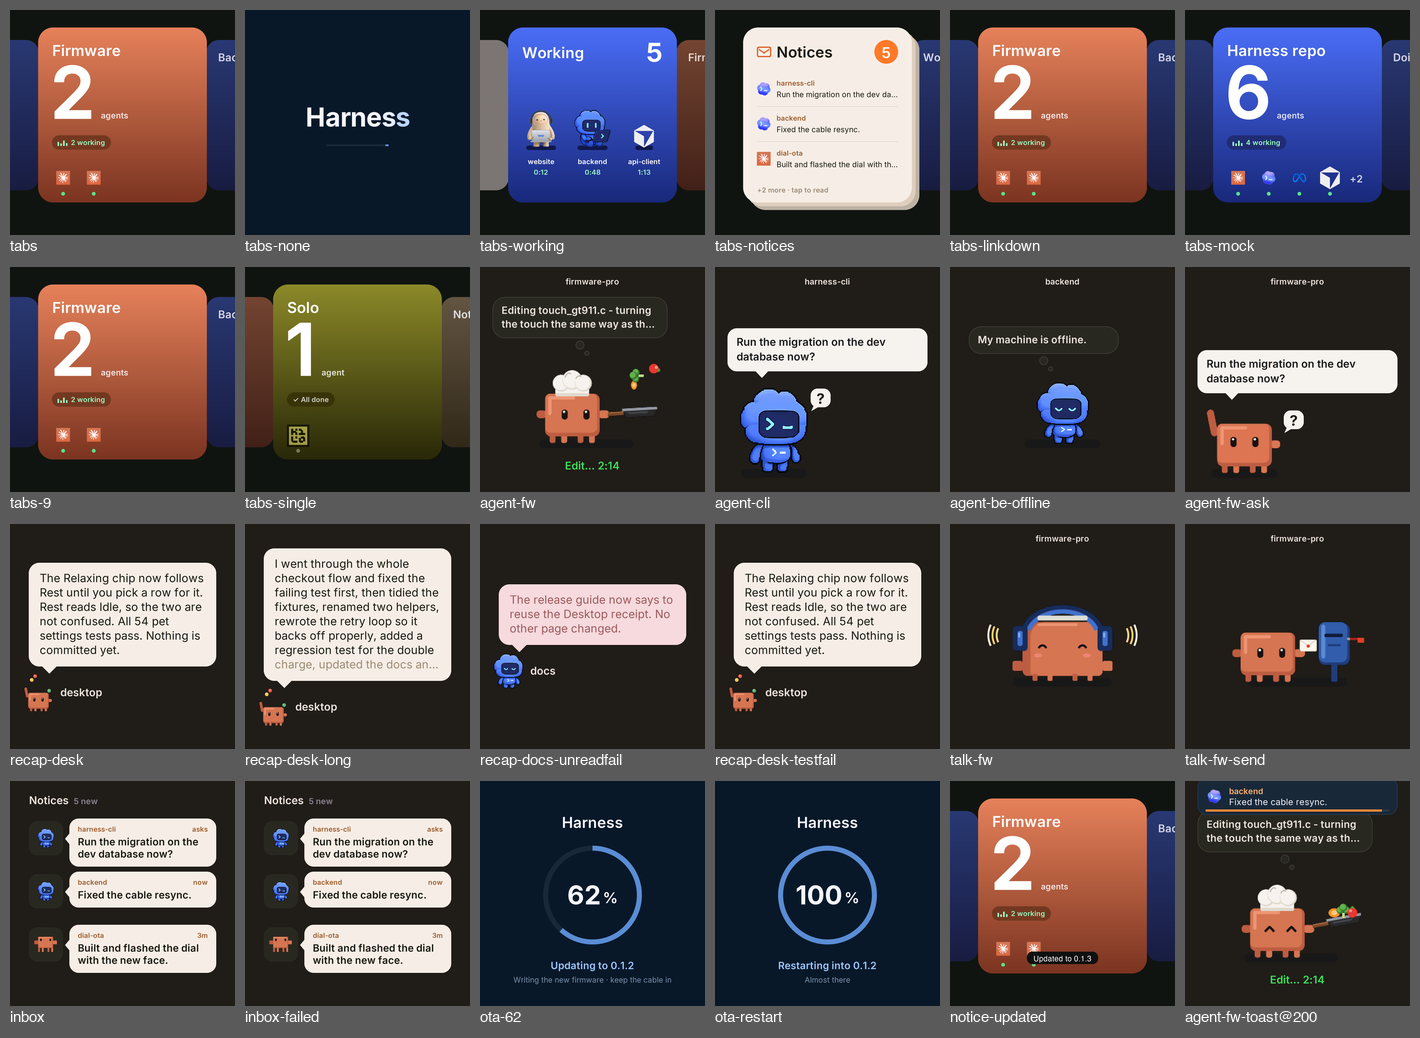 Firmware
2 agents
2 working
Bac
tabs
Harness
tabs-none
Working 5
website
0:12
backend
0:48
api-client
1:13
Firm
tabs-working
Notices 5
harness-cli
Run the migration on the dev da...
backend
Fixed the cable resync.
dial-ota
Built and flashed the dial with th...
+2 more · tap to read
Wo
tabs-notices
Firmware
2 agents
2 working
Bac
tabs-linkdown
Harness repo
6 agents
4 working
+2
Doi
tabs-mock
Firmware
2 agents
2 working
Bac
tabs-9
Solo
1 agent
✓ All done
Not
tabs-single
firmware-pro
Editing touch_gt911.c - turning
the touch the same way as th...
Edit... 2:14
agent-fw
harness-cli
Run the migration on the dev
database now?
?
agent-cli
backend
My machine is offline.
agent-be-offline
Run the migration on the dev
database now?
?
agent-fw-ask
The Relaxing chip now follows
Rest until you pick a row for it.
Rest reads Idle, so the two are
not confused. All 54 pet
settings tests pass. Nothing is
committed yet.
desktop
recap-desk
I went through the whole
checkout flow and fixed the
failing test first, then tidied the
fixtures, renamed two helpers,
rewrote the retry loop so it
backs off properly, added a
regression test for the double
charge, updated the docs an...
desktop
recap-desk-long
The release guide now says to
reuse the Desktop receipt. No
other page changed.
docs
recap-docs-unreadfail
The Relaxing chip now follows
Rest until you pick a row for it.
Rest reads Idle, so the two are
not confused. All 54 pet
settings tests pass. Nothing is
committed yet.
desktop
recap-desk-testfail
firmware-pro
talk-fw
firmware-pro
talk-fw-send
Notices 5 new
harness-cli asks
Run the migration on the
dev database now?
backend now
Fixed the cable resync.
dial-ota 3m
Built and flashed the dial
with the new face.
inbox
Notices 5 new
harness-cli asks
Run the migration on the
dev database now?
backend now
Fixed the cable resync.
dial-ota 3m
Built and flashed the dial
with the new face.
inbox-failed
Harness
62 %
Updating to 0.1.2
Writing the new firmware · keep the cable in
ota-62
Harness
100 %
Restarting into 0.1.2
Almost there
ota-restart
Firmware
2 agents
2 working
Updated to 0.1.3
Bac
notice-updated
backend
Fixed the cable resync.
Editing touch_gt911.c - turning
the touch the same way as th...
Edit... 2:14
agent-fw-toast@200